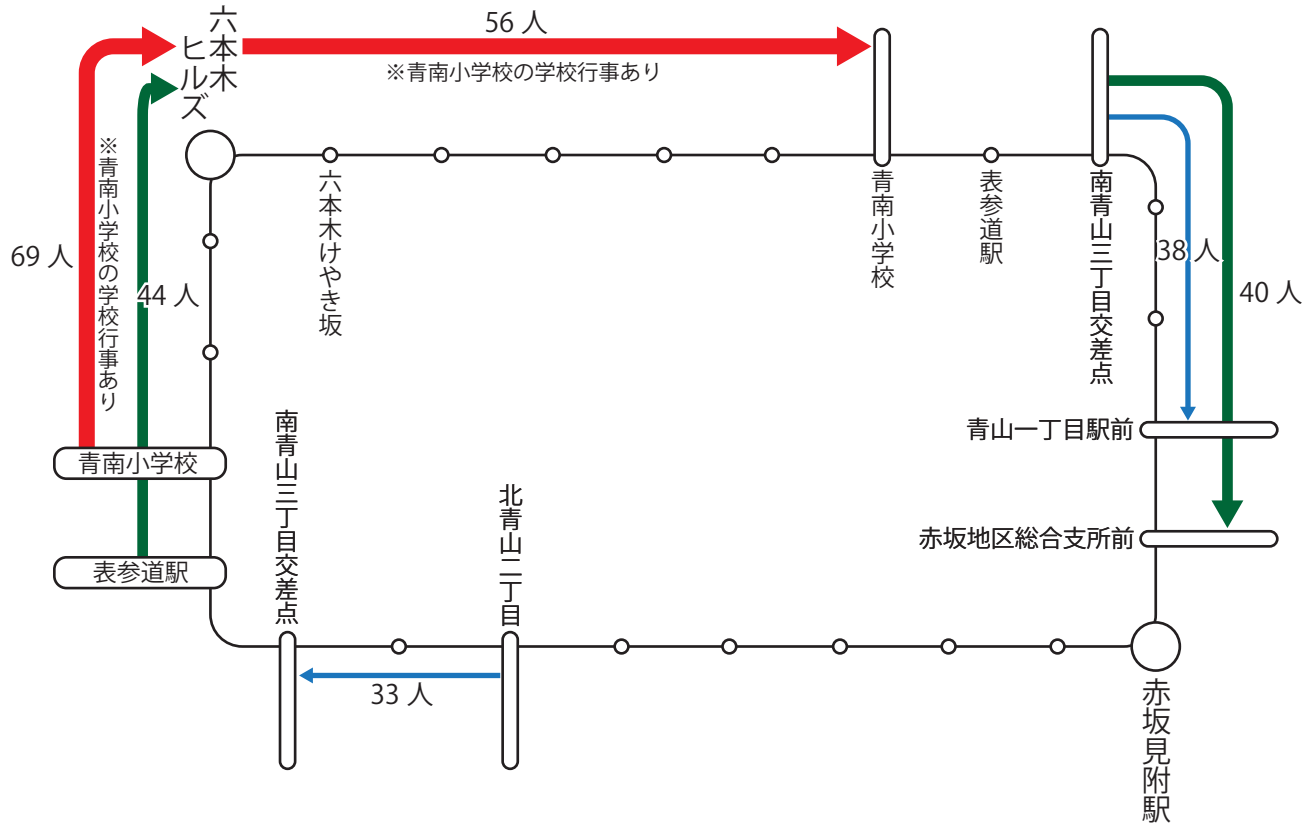 六本木
ヒルズ
56 人
※青南小学校の学校行事あり
69 人
※青南小学校の学校行事あり
44 人
六本木けやき坂
青南小学校
表参道駅
南青山三丁目交差点
38 人
40 人
青山一丁目駅前
赤坂地区総合支所前
青南小学校
表参道駅
南青山三丁目交差点
北青山二丁目
33 人
赤坂見附駅